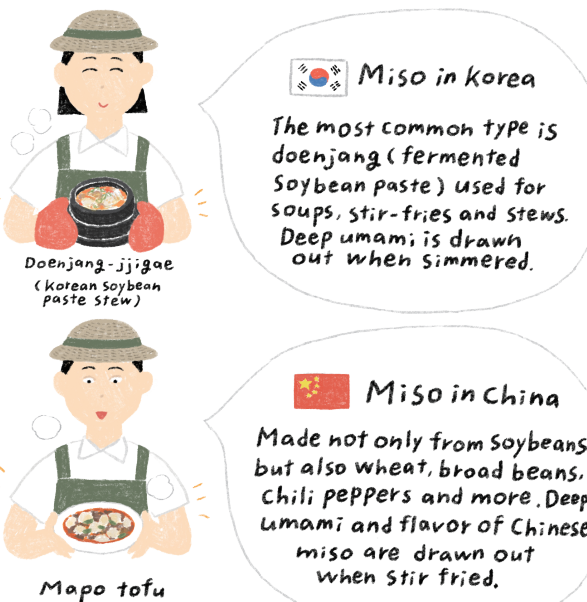 Miso in Korea
The most common type is
doenjang (fermented
Soybean paste) used for
soups, stir-fries and stews.
Deep umami is drawn
out when simmered.
Doenjang-jjigae
(Korean Soybean
paste stew)
Miso in China
Made not only from Soybeans
but also wheat, broad beans,
chili peppers and more. Deep
umami and flavor of Chinese
miso are drawn out
when stir fried.
Mapo tofu